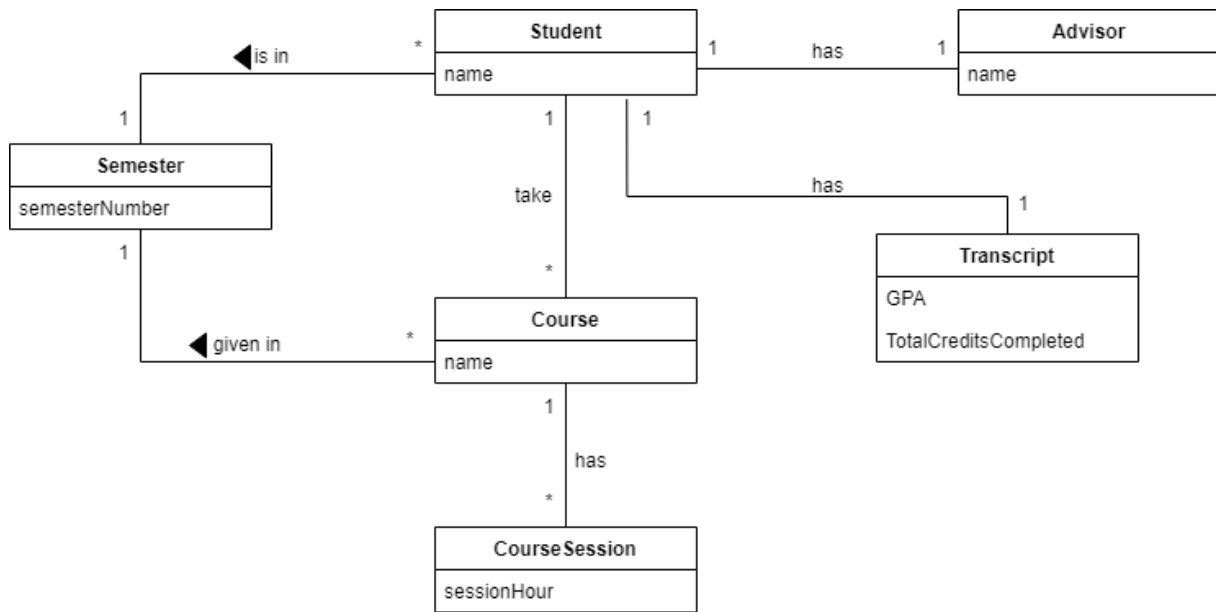 Student
name
Advisor
name
◀is in
*
1
has
1
1
1
1
Semester
semesterNumber
take
has
1
1
*
Transcript
GPA
TotalCreditsCompleted
Course
name
◀given in
*
1
has
*
CourseSession
sessionHour